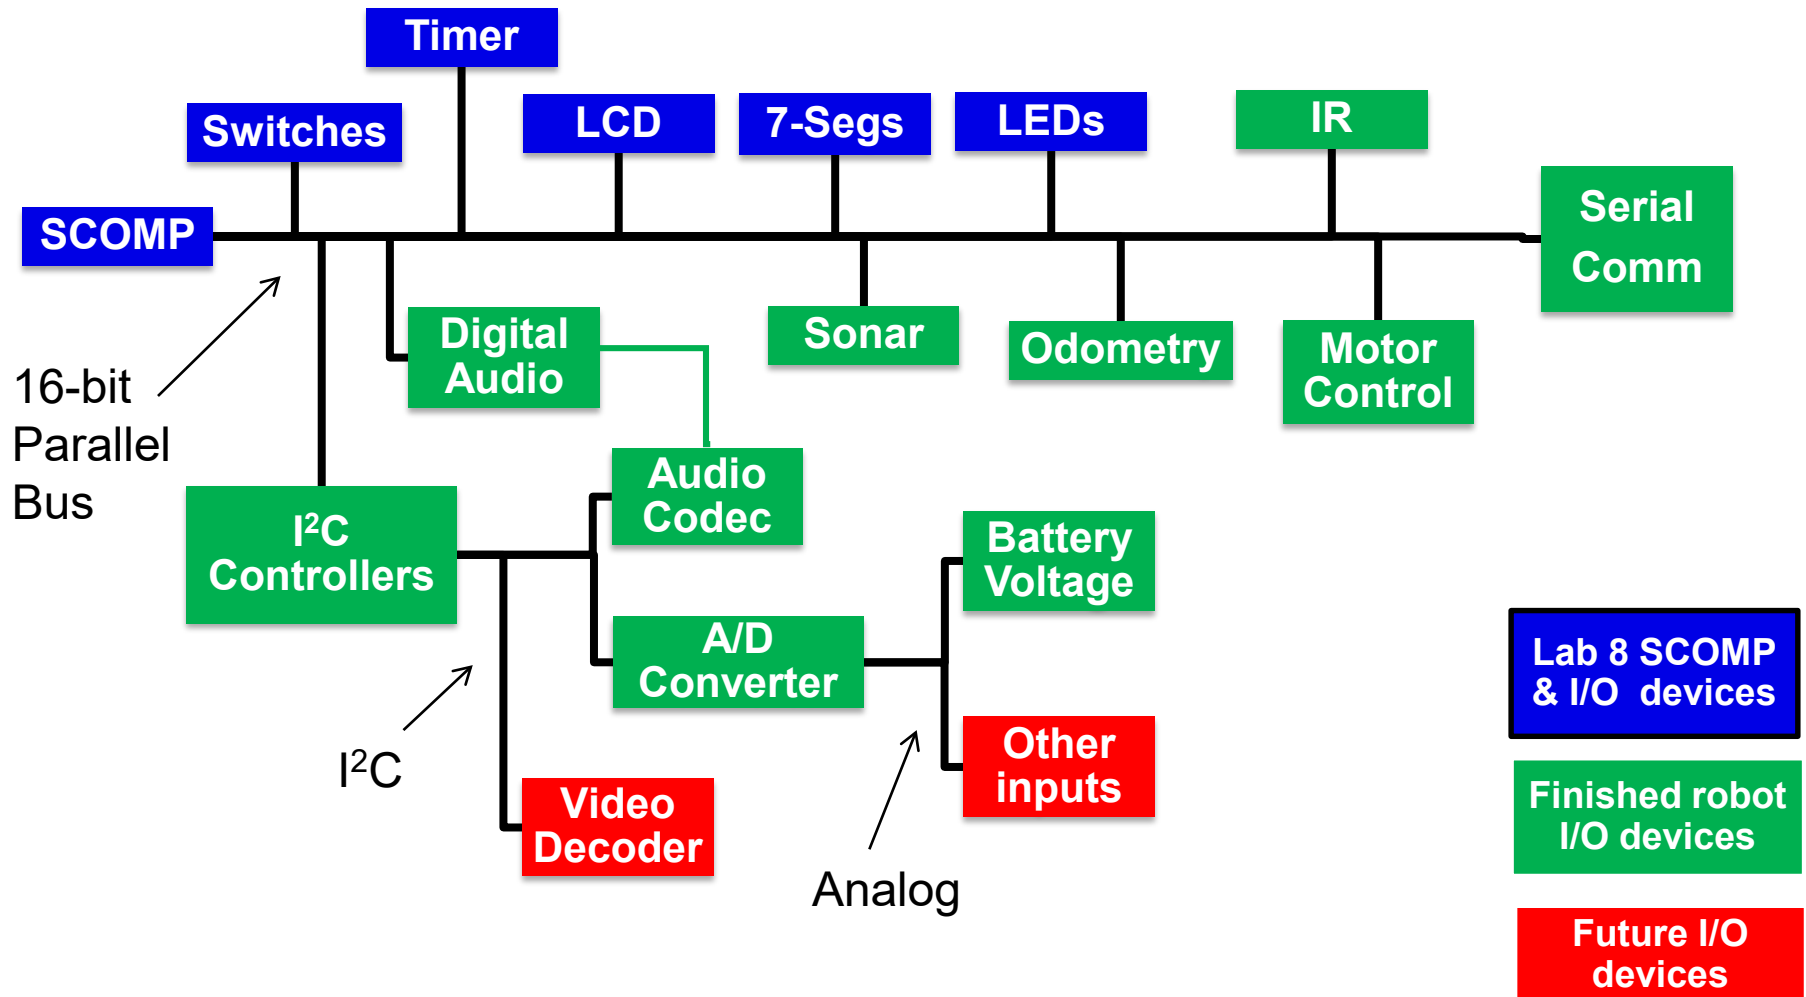 Timer
Switches
LCD
7-Segs
LEDs
IR
SCOMP
Serial
Comm
Digital
Audio
Sonar
Odometry
Motor
Control
16-bit
Parallel
Bus
I²C
Controllers
Audio
Codec
Battery
Voltage
A/D
Converter
Other
inputs
I²C
Video
Decoder
Analog
Lab 8 SCOMP
& I/O devices
Finished robot
I/O devices
Future I/O
devices